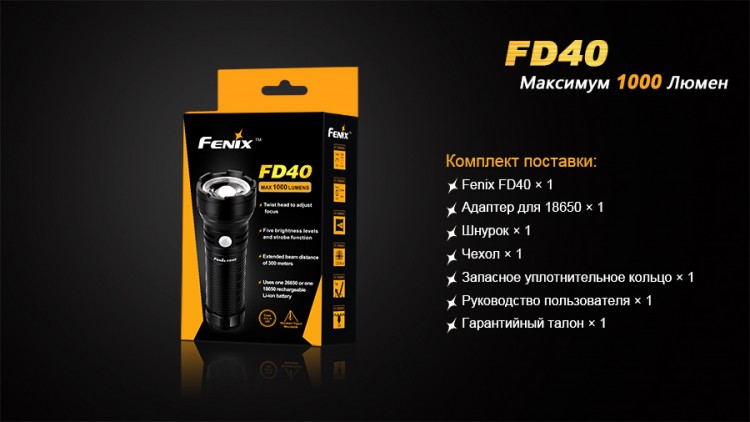 FD40
Максимум 1000 Люмен
FENIX™
FD40
MAX 1000 LUMENS
Twist head to adjust
focus
Five brightness levels
and strobe function
Extended beam distance
of 300 meters
Uses one 26650 or one
18650 rechargeable
Li-ion battery
FENIX
Комплект поставки:
Fenix FD40 × 1
Адаптер для 18650 × 1
Шнурок × 1
Чехол × 1
Запасное уплотнительное кольцо × 1
Руководство пользователя × 1
Гарантийный талон × 1